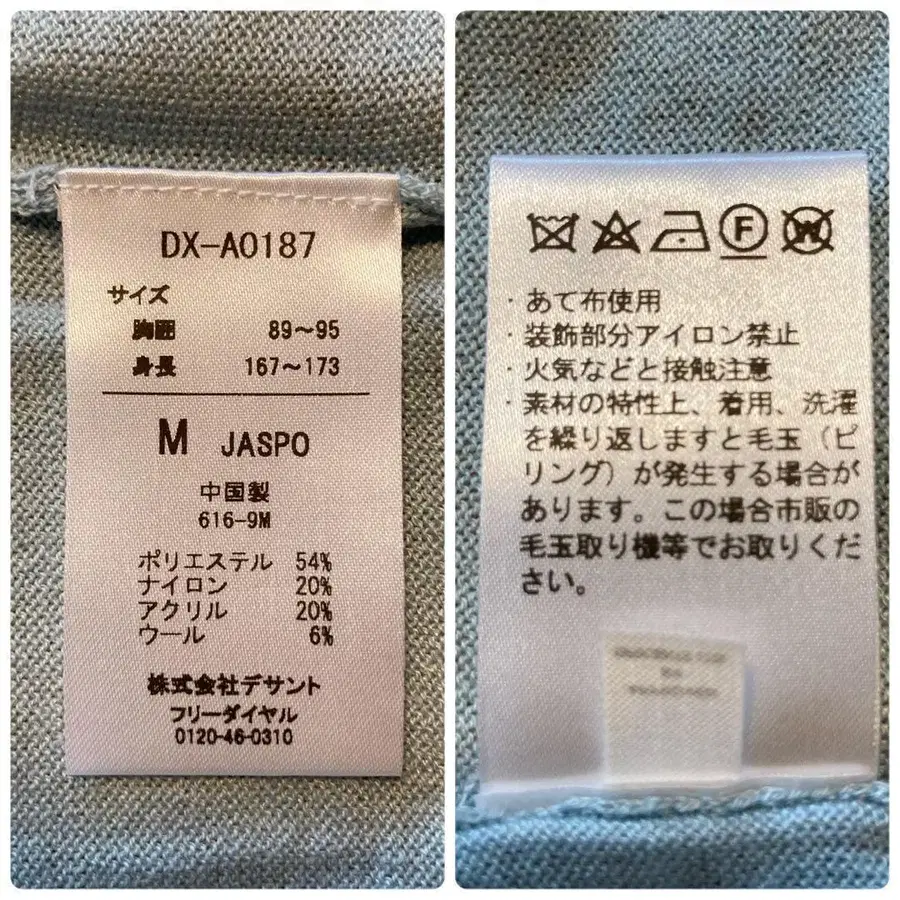 DX-A0187
サイズ
胸囲 89〜95
身長 167〜173
M JASPO
中国製
616-9M
ポリエステル 54%
ナイロン 20%
アクリル 20%
ウール 6%
株式会社デサント
フリーダイヤル
0120-46-0310
F W
・あて布使用
・装飾部分アイロン禁止
・火気などと接触注意
・素材の特性上、着用、洗濯
を繰り返しますと毛玉（ピ
リング）が発生する場合が
あります。この場合市販の
毛玉取り機等でお取りくだ
さい。